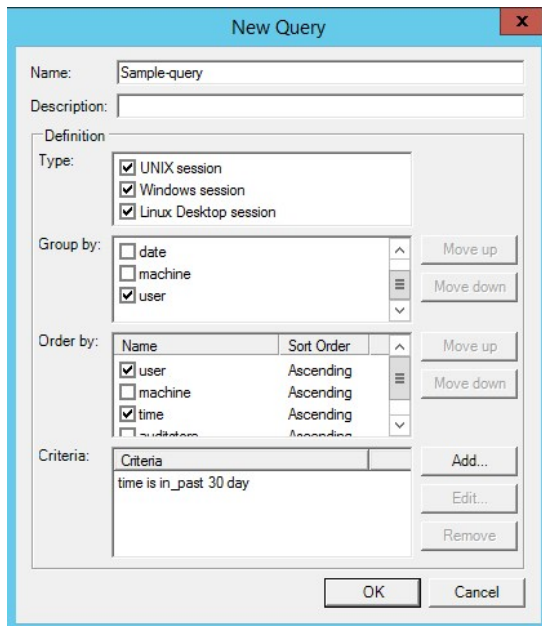 New Query
x
Name: Sample-query
Description:
Definition
Type:
UNIX session
Windows session
Linux Desktop session
Group by:
date
machine
user
Move up
Move down
Order by:
Name Sort Order
user Ascending
machine Ascending
time Ascending
Move up
Move down
Criteria:
Criteria
time is in_past 30 day
Add...
Edit...
Remove
OK Cancel